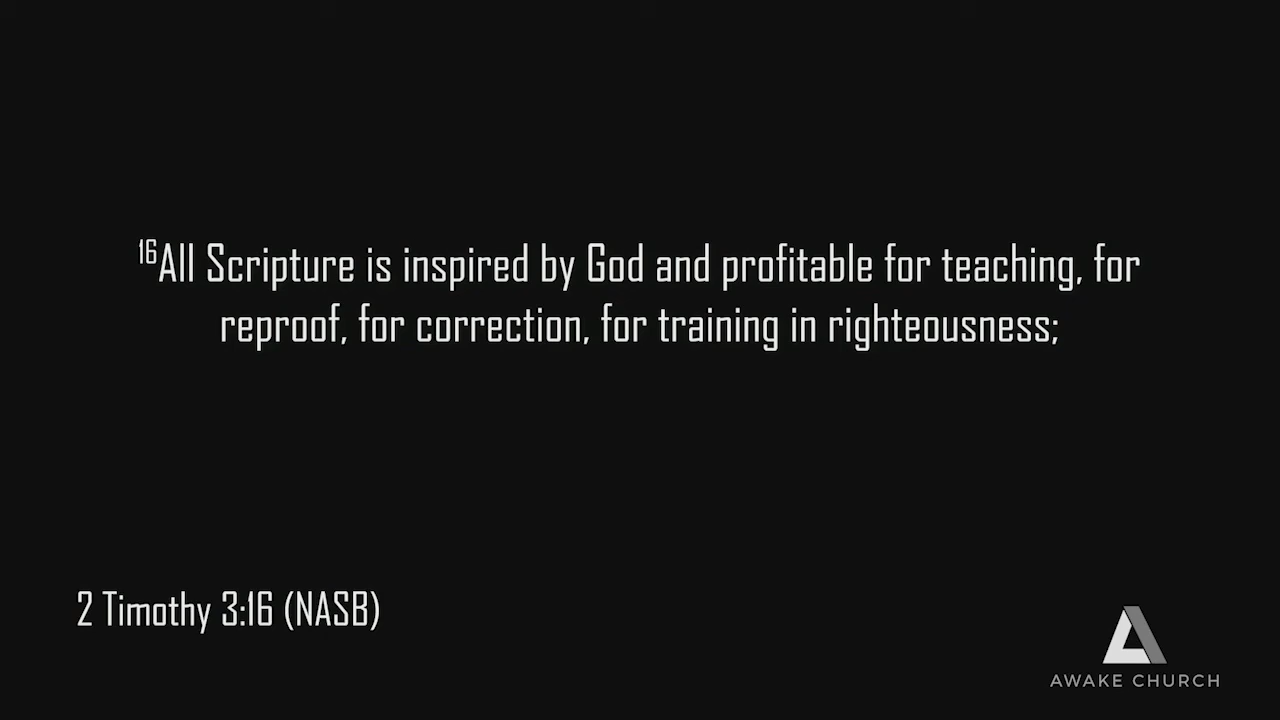 16All Scripture is inspired by God and profitable for teaching, for
reproof, for correction, for training in righteousness;
2 Timothy 3:16 (NASB)
AWAKE CHURCH